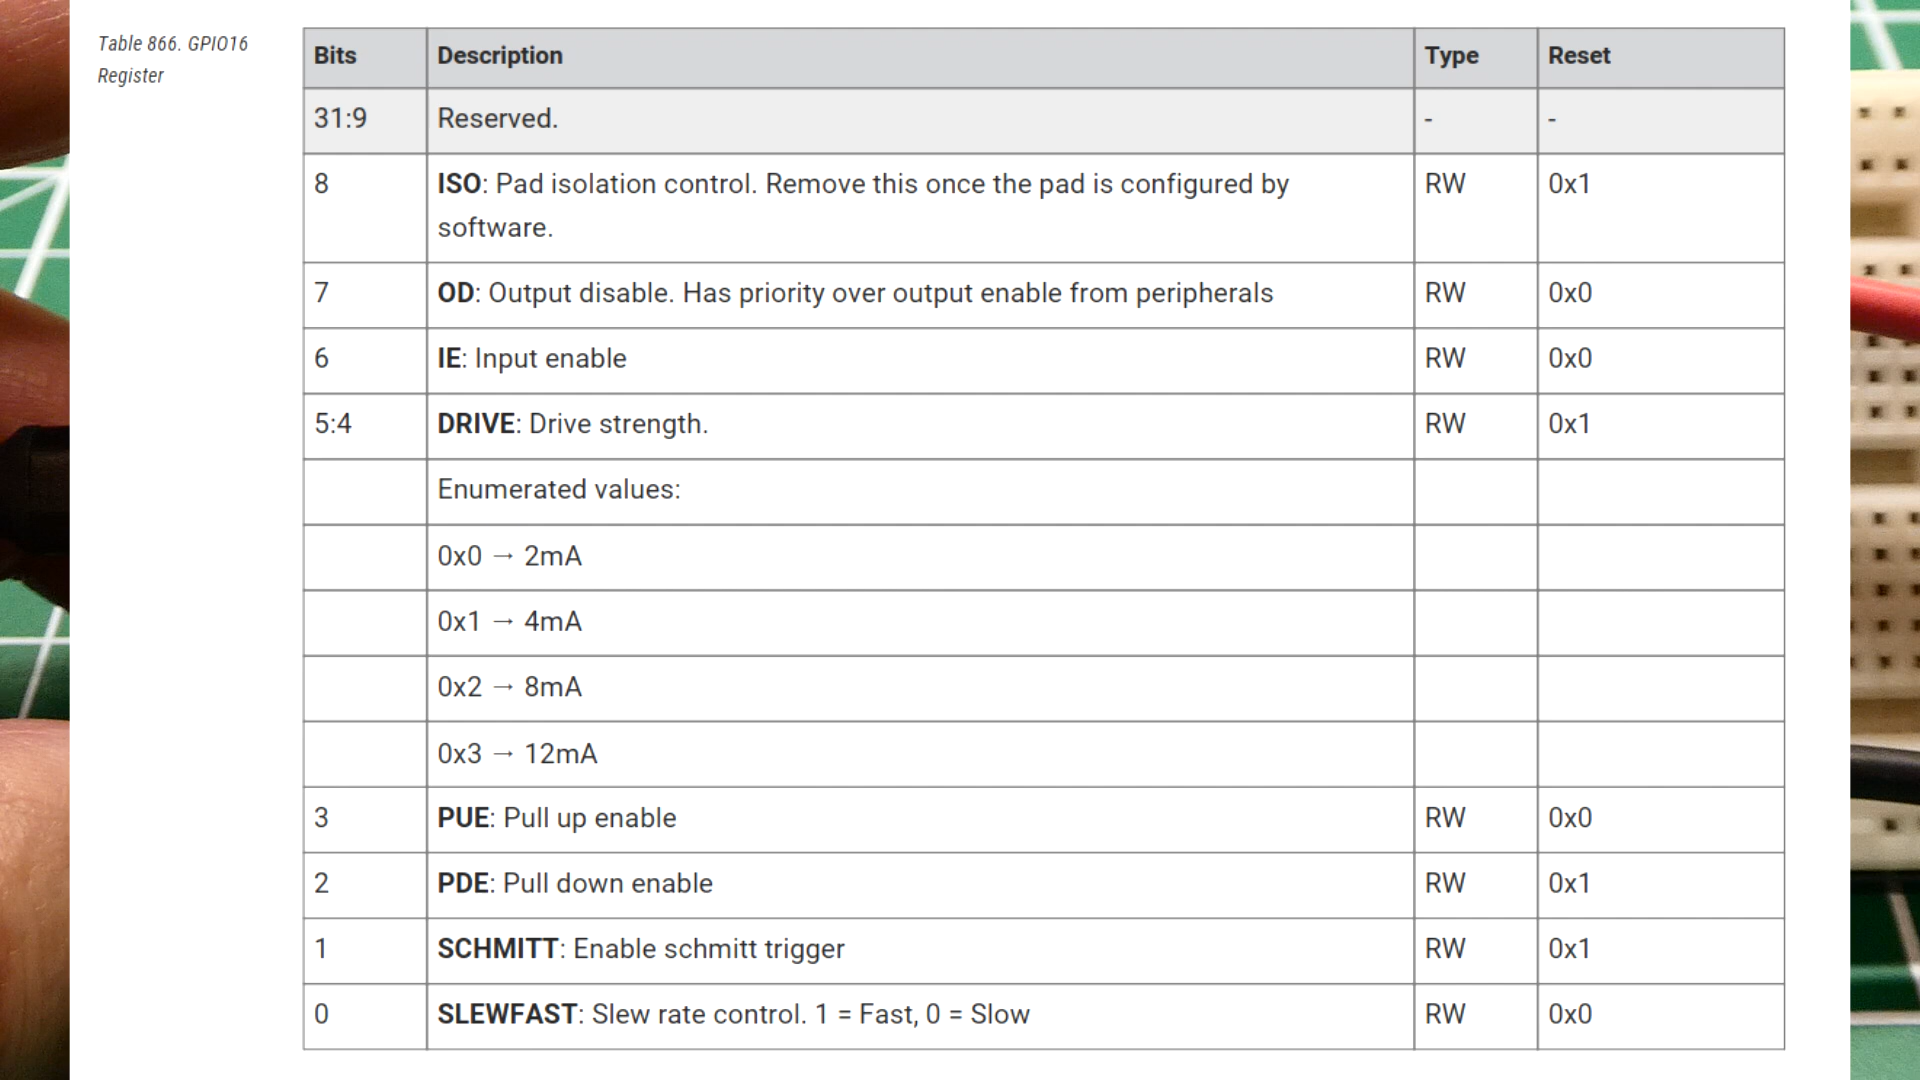 Table 866. GPIO16
Register
Bits Description Type Reset
31:9 Reserved. - -
8 ISO: Pad isolation control. Remove this once the pad is configured by
software. RW 0x1
7 OD: Output disable. Has priority over output enable from peripherals RW 0x0
6 IE: Input enable RW 0x0
5:4 DRIVE: Drive strength. RW 0x1
Enumerated values:
0x0 → 2mA
0x1 → 4mA
0x2 → 8mA
0x3 → 12mA
3 PUE: Pull up enable RW 0x0
2 PDE: Pull down enable RW 0x1
1 SCHMITT: Enable schmitt trigger RW 0x1
0 SLEWFAST: Slew rate control. 1 = Fast, 0 = Slow RW 0x0